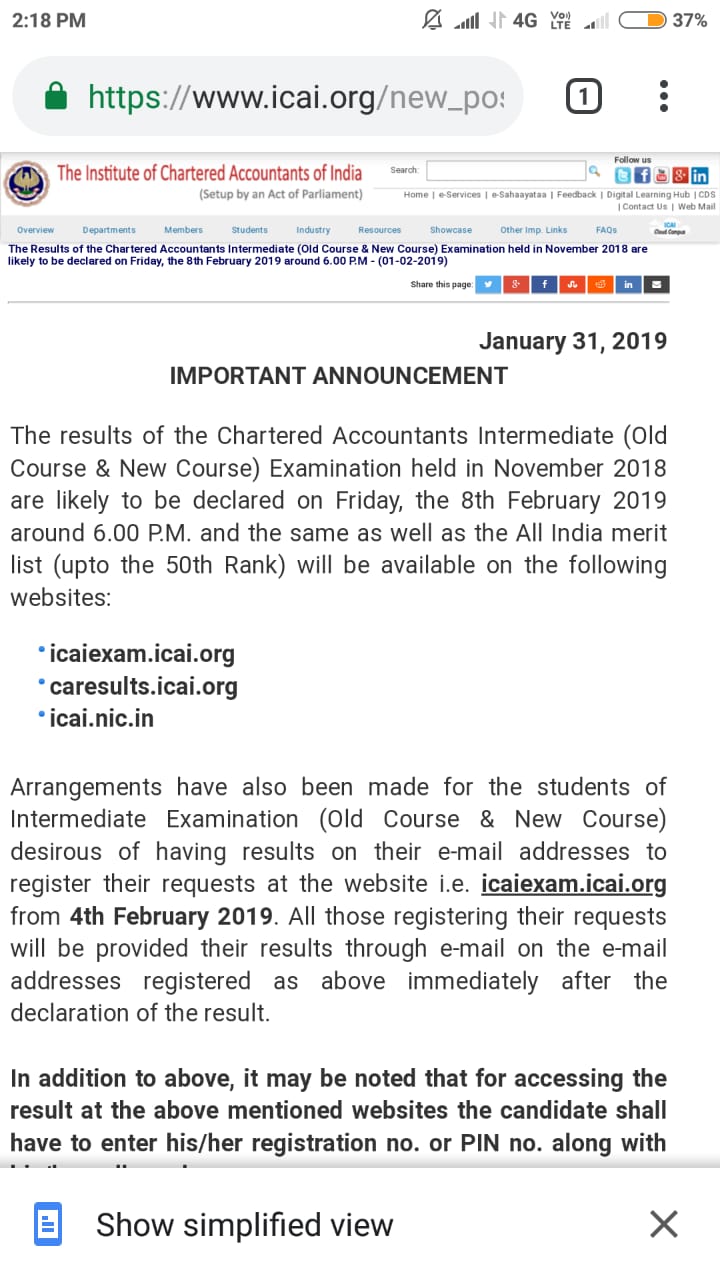 2:18 PM 4G Vo)) LTE 37%
https://www.icai.org/new_pos 1
The Institute of Chartered Accountants of India
(Setup by an Act of Parliament)
Search:
Follow us
Home | e-Services | e-Sahaayataa | Feedback | Digital Learning Hub | CDS
| Contact Us | Web Mail
Overview Departments Members Students Industry Resources Showcase Other Imp. Links FAQs ICAI Cloud Campus
The Results of the Chartered Accountants Intermediate (Old Course & New Course) Examination held in November 2018 are
likely to be declared on Friday, the 8th February 2019 around 6.00 P.M - (01-02-2019)
Share this page:
January 31, 2019
IMPORTANT ANNOUNCEMENT
The results of the Chartered Accountants Intermediate (Old
Course & New Course) Examination held in November 2018
are likely to be declared on Friday, the 8th February 2019
around 6.00 P.M. and the same as well as the All India merit
list (upto the 50th Rank) will be available on the following
websites:
icaiexam.icai.org
caresults.icai.org
icai.nic.in
Arrangements have also been made for the students of
Intermediate Examination (Old Course & New Course)
desirous of having results on their e-mail addresses to
register their requests at the website i.e. icaiexam.icai.org
from 4th February 2019. All those registering their requests
will be provided their results through e-mail on the e-mail
addresses registered as above immediately after the
declaration of the result.
In addition to above, it may be noted that for accessing the
result at the above mentioned websites the candidate shall
have to enter his/her registration no. or PIN no. along with
Show simplified view